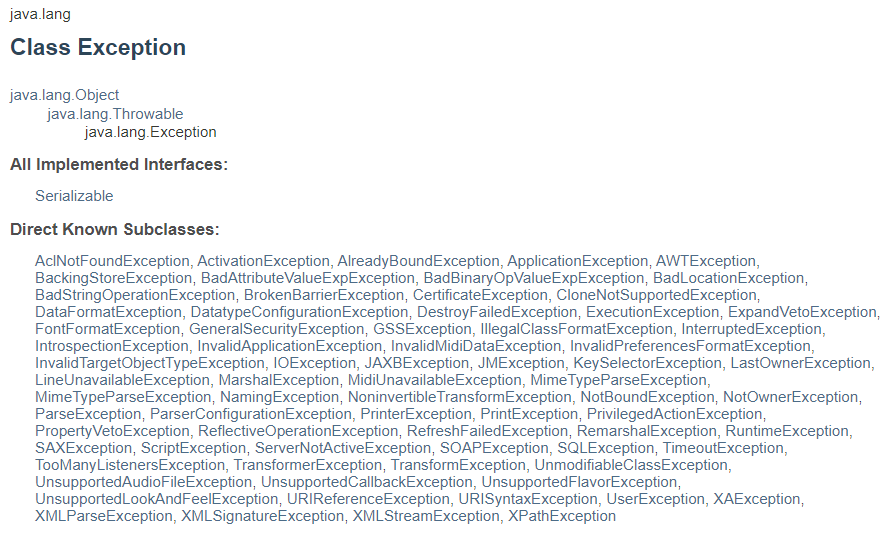 java.lang
Class Exception
java.lang.Object
java.lang.Throwable
java.lang.Exception
All Implemented Interfaces:
Serializable
Direct Known Subclasses:
AclNotFoundException, ActivationException, AlreadyBoundException, ApplicationException, AWTException,
BackingStoreException, BadAttributeValueExpException, BadBinaryOpValueExpException, BadLocationException,
BadStringOperationException, BrokenBarrierException, CertificateException, CloneNotSupportedException,
DataFormatException, DatatypeConfigurationException, DestroyFailedException, ExecutionException, ExpandVetoException,
FontFormatException, GeneralSecurityException, GSSException, IllegalClassFormatException, InterruptedException,
IntrospectionException, InvalidApplicationException, InvalidMidiDataException, InvalidPreferencesFormatException,
InvalidTargetObjectTypeException, IOException, JAXBException, JMException, KeySelectorException, LastOwnerException,
LineUnavailableException, MarshalException, MidiUnavailableException, MimeTypeParseException,
MimeTypeParseException, NamingException, NoninvertibleTransformException, NotBoundException, NotOwnerException,
ParseException, ParserConfigurationException, PrinterException, PrintException, PrivilegedActionException,
PropertyVetoException, ReflectiveOperationException, RefreshFailedException, RemarshalException, RuntimeException,
SAXException, ScriptException, ServerNotActiveException, SOAPException, SQLException, TimeoutException,
TooManyListenersException, TransformerException, TransformException, UnmodifiableClassException,
UnsupportedAudioFileException, UnsupportedCallbackException, UnsupportedFlavorException,
UnsupportedLookAndFeelException, URIReferenceException, URISyntaxException, UserException, XAException,
XMLParseException, XMLSignatureException, XMLStreamException, XPathException